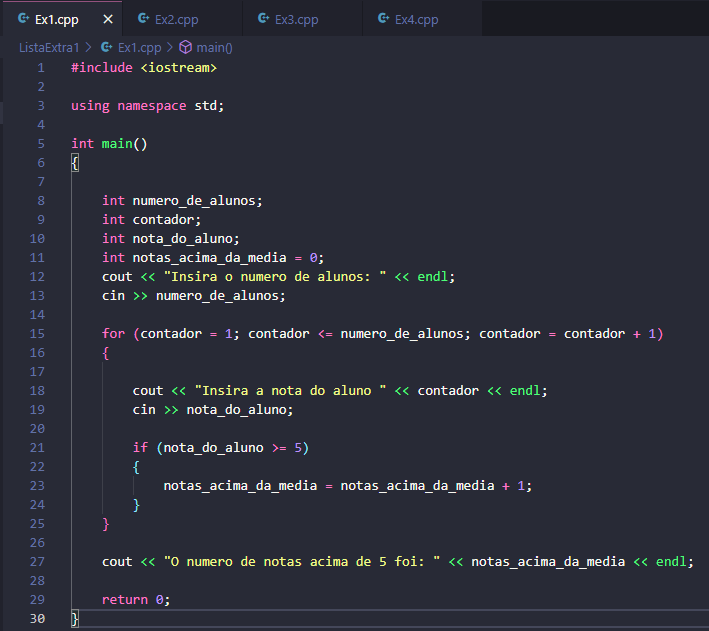 Ex1.cpp Ex2.cpp Ex3.cpp Ex4.cpp
ListaExtra1 > Ex1.cpp > main()
1 #include <iostream>
2
3 using namespace std;
4
5 int main()
6 {
7
8 int numero_de_alunos;
9 int contador;
10 int nota_do_aluno;
11 int notas_acima_da_media = 0;
12 cout << "Insira o numero de alunos: " << endl;
13 cin >> numero_de_alunos;
14
15 for (contador = 1; contador <= numero_de_alunos; contador = contador + 1)
16 {
17
18 cout << "Insira a nota do aluno " << contador << endl;
19 cin >> nota_do_aluno;
20
21 if (nota_do_aluno >= 5)
22 {
23 notas_acima_da_media = notas_acima_da_media + 1;
24 }
25 }
26
27 cout << "O numero de notas acima de 5 foi: " << notas_acima_da_media << endl;
28
29 return 0;
30 }